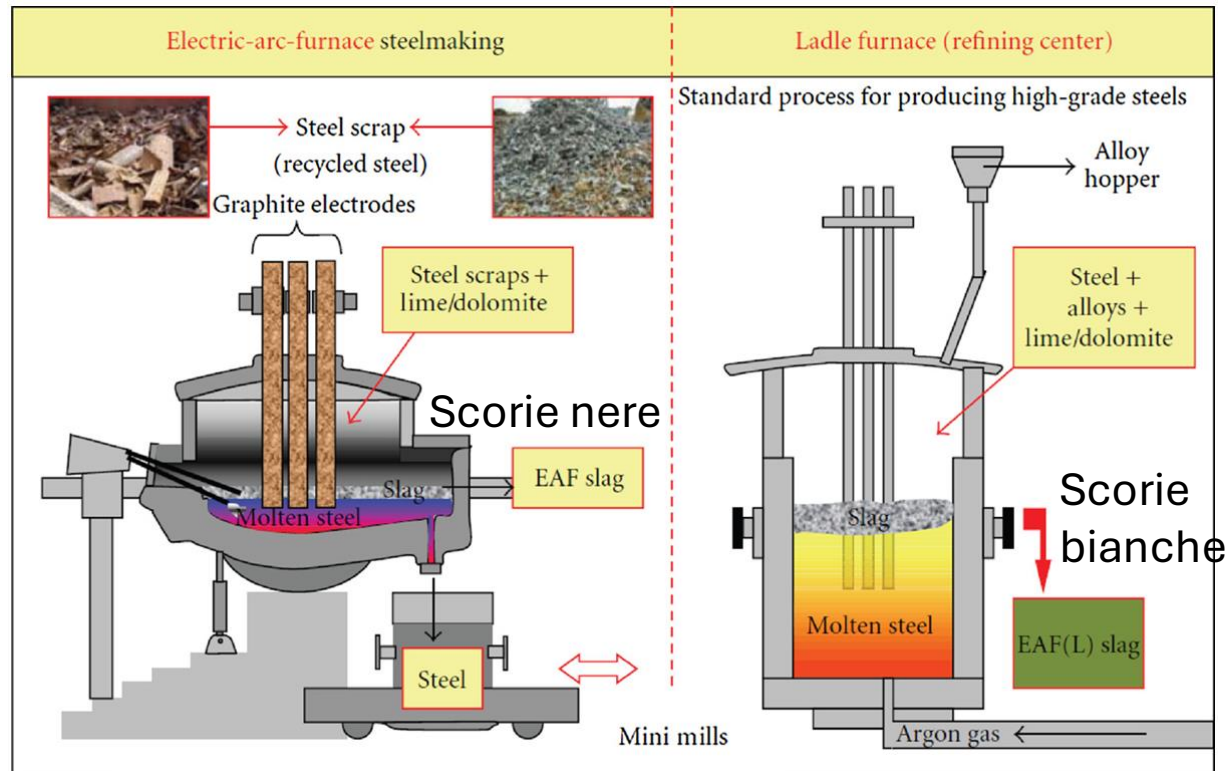 Electric-arc-furnace steelmaking
Steel scrap
(recycled steel)
Graphite electrodes
Steel scraps +
lime/dolomite
Scorie nere
EAF slag
Slag
Molten steel
Steel
Mini mills
Ladle furnace (refining center)
Standard process for producing high-grade steels
Alloy
hopper
Steel +
alloys +
lime/dolomite
Scorie
bianche
Slag
Molten steel
EAF(L) slag
Argon gas